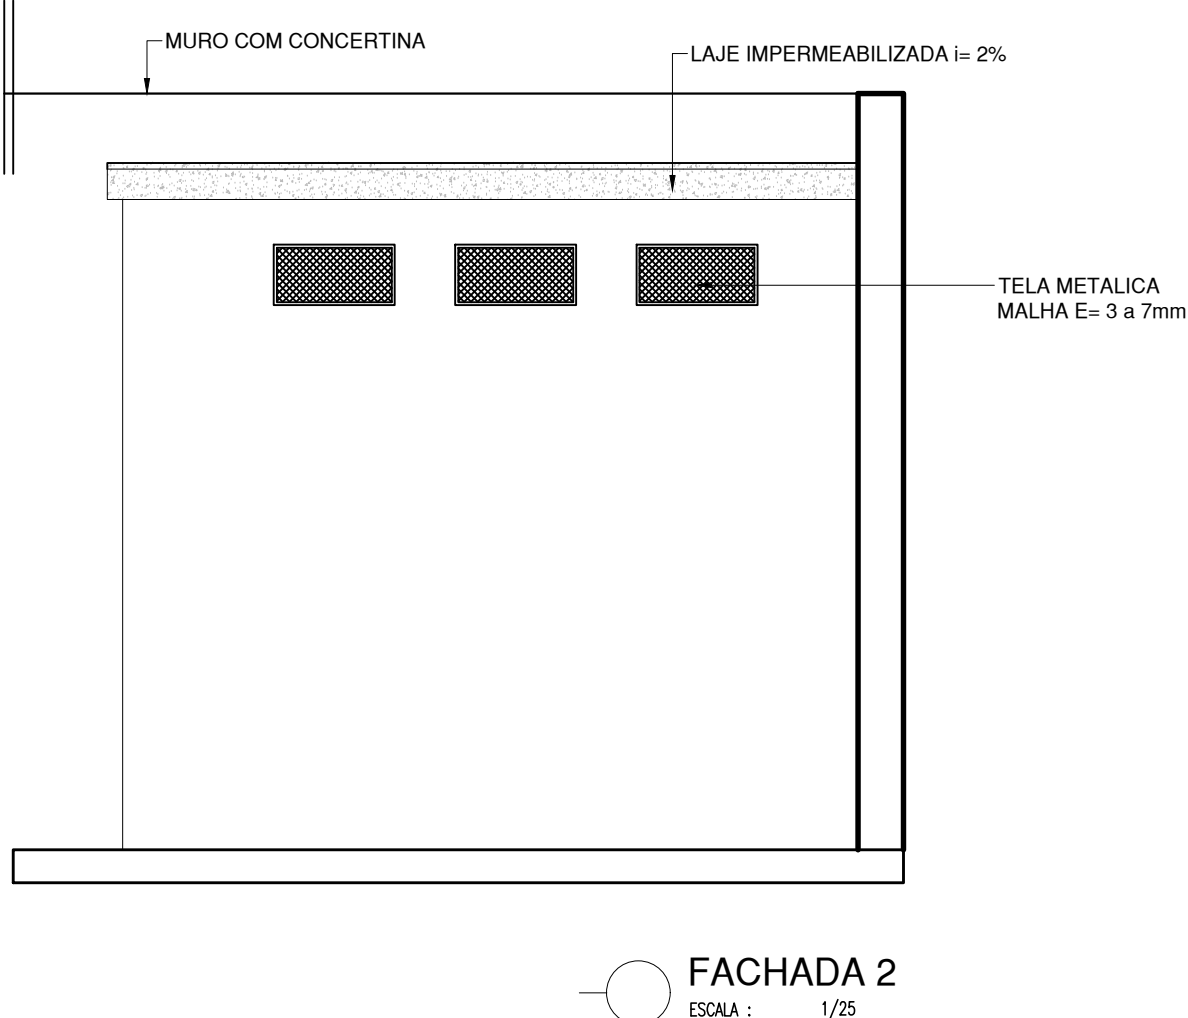 MURO COM CONCERTINA
LAJE IMPERMEABILIZADA i= 2%
TELA METALICA
MALHA E= 3 a 7mm
FACHADA 2
ESCALA : 1/25